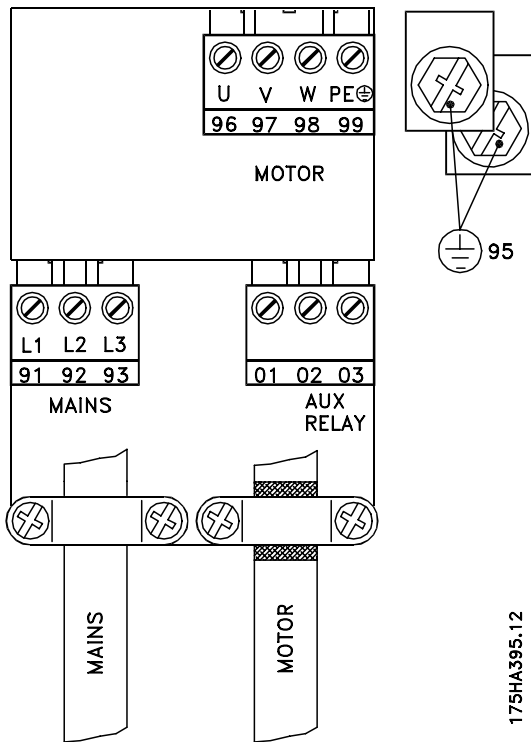 U V W PE
96 97 98 99
MOTOR
95
L1 L2 L3
91 92 93
MAINS
01 02 03
AUX
RELAY
MAINS
MOTOR
175HA395.12